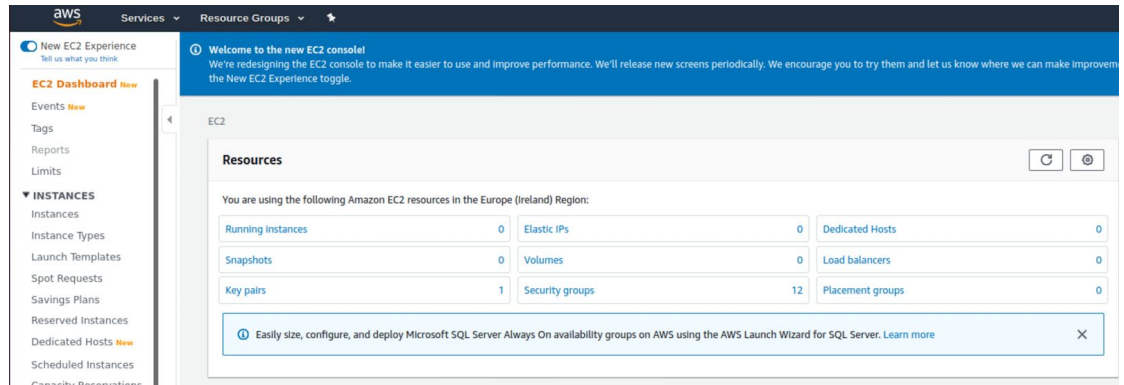 aws
Services
Resource Groups
New EC2 Experience
Tell us what you think
EC2 Dashboard New
Events New
Tags
Reports
Limits
INSTANCES
Instances
Instance Types
Launch Templates
Spot Requests
Savings Plans
Reserved Instances
Dedicated Hosts New
Scheduled Instances
Capacity Reservations
Welcome to the new EC2 console!
We're redesigning the EC2 console to make it easier to use and improve performance. We'll release new screens periodically. We encourage you to try them and let us know where we can make improvem
the New EC2 Experience toggle.
EC2
Resources
You are using the following Amazon EC2 resources in the Europe (Ireland) Region:
Running instances 0 Elastic IPs 0 Dedicated Hosts 0
Snapshots 0 Volumes 0 Load balancers 0
Key pairs 1 Security groups 12 Placement groups 0
Easily size, configure, and deploy Microsoft SQL Server Always On availability groups on AWS using the AWS Launch Wizard for SQL Server. Learn more